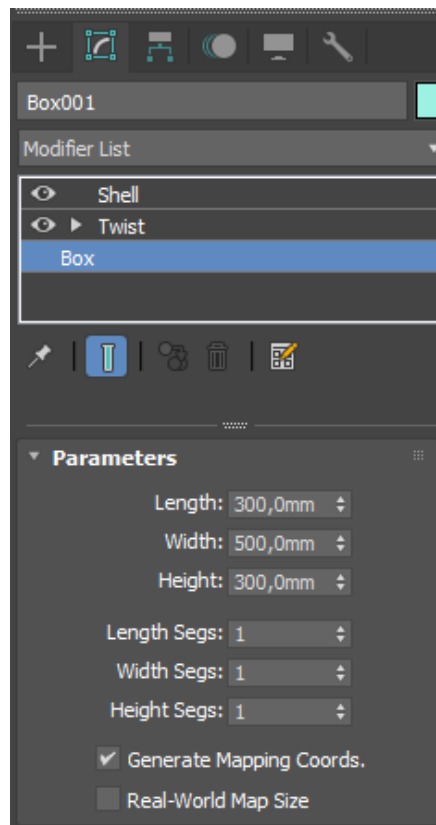 Box001
Modifier List
Shell
Twist
Box
Parameters
Length: 300,0mm
Width: 500,0mm
Height: 300,0mm
Length Segs: 1
Width Segs: 1
Height Segs: 1
Generate Mapping Coords.
Real-World Map Size